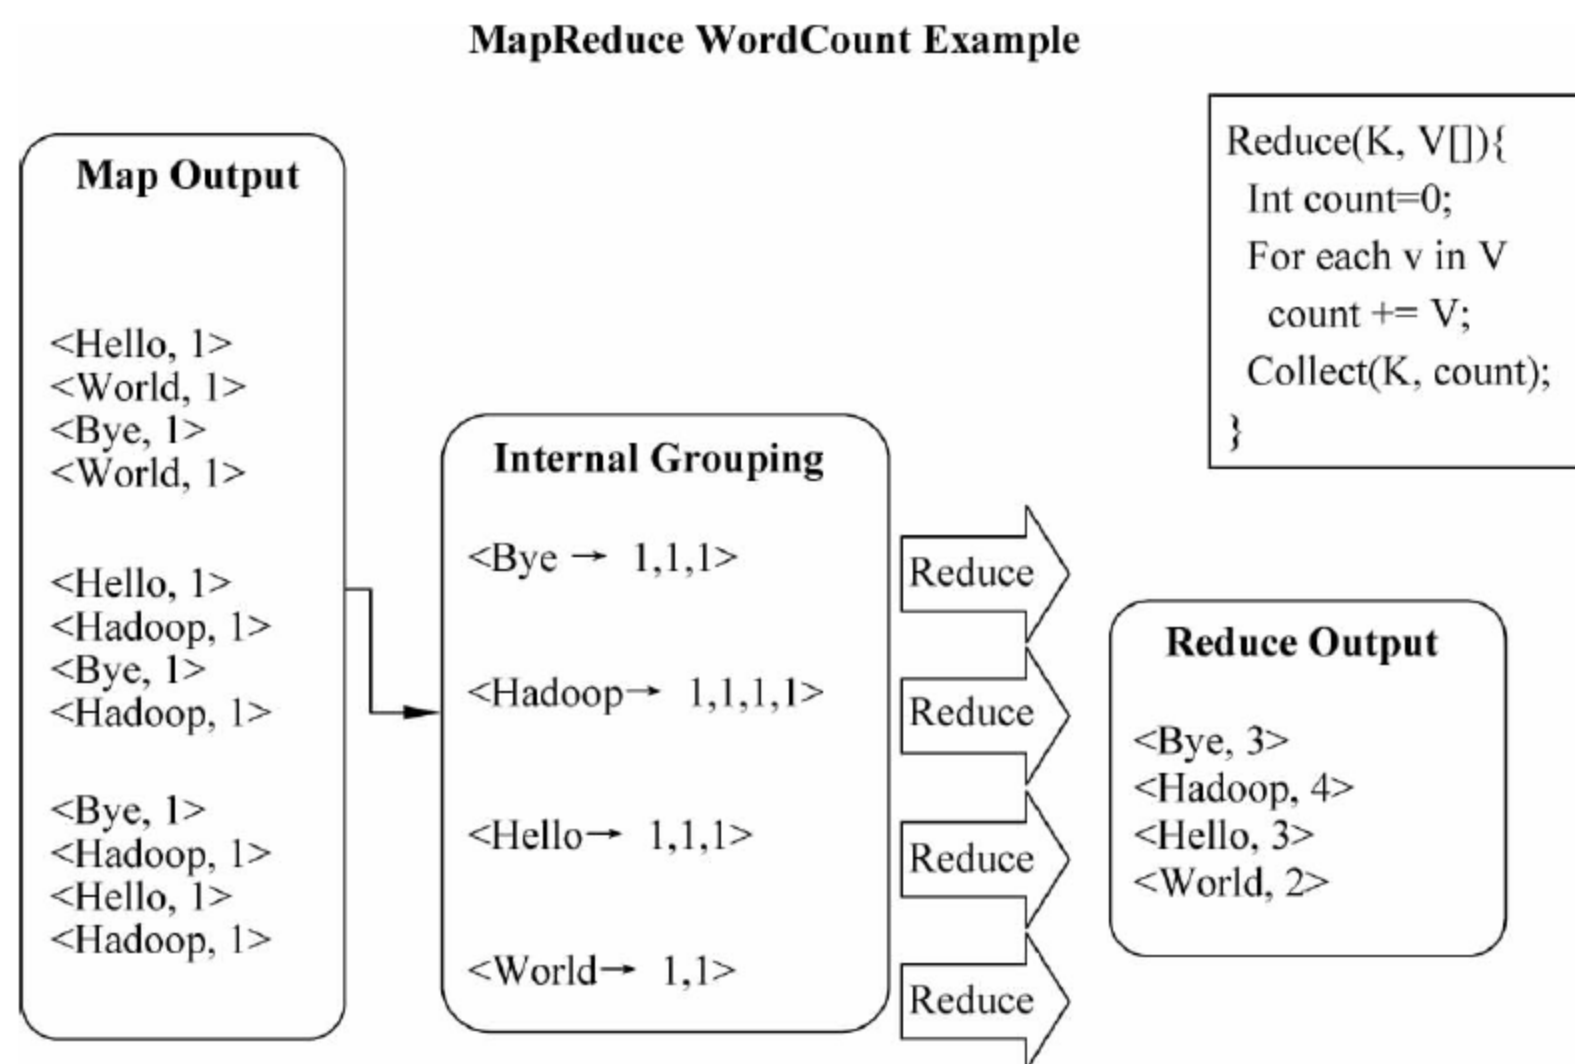 MapReduce WordCount Example
Map Output
<Hello, 1>
<World, 1>
<Bye, 1>
<World, 1>
<Hello, 1>
<Hadoop, 1>
<Bye, 1>
<Hadoop, 1>
<Bye, 1>
<Hadoop, 1>
<Hello, 1>
<Hadoop, 1>
Internal Grouping
<Bye → 1,1,1>
<Hadoop→ 1,1,1,1>
<Hello→ 1,1,1>
<World→ 1,1>
Reduce
Reduce
Reduce
Reduce
Reduce(K, V[]){
Int count=0;
For each v in V
count += V;
Collect(K, count);
}
Reduce Output
<Bye, 3>
<Hadoop, 4>
<Hello, 3>
<World, 2>